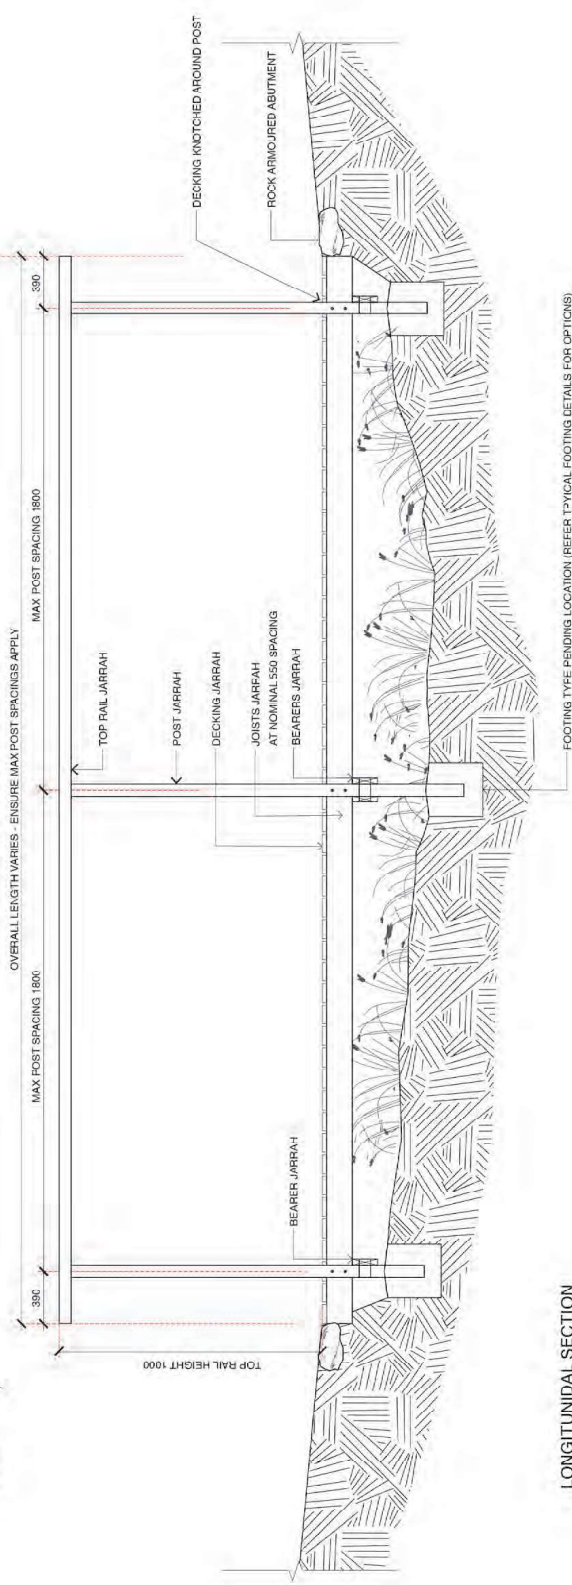 OVERALL LENGTH VARIES - ENSURE MAX POST SPACINGS APPLY
390
MAX POST SPACING 1800
MAX POST SPACING 1800
390
TOP RAIL HEIGHT 1000
TOP RAIL JARRAH
POST JARRAH
DECKING JARRAH
JOISTS JARRAH
AT NOMINAL 550 SPACING
BEARERS JARRAH
BEARER JARRAH
DECKING KNOTCHED AROUND POST
ROCK ARMOURED ABUTMENT
FOOTING TYPE PENDING LOCATION (REFER TPYICAL FOOTING DETAILS FOR OPTIONS)
LONGITUNIDAL SECTION